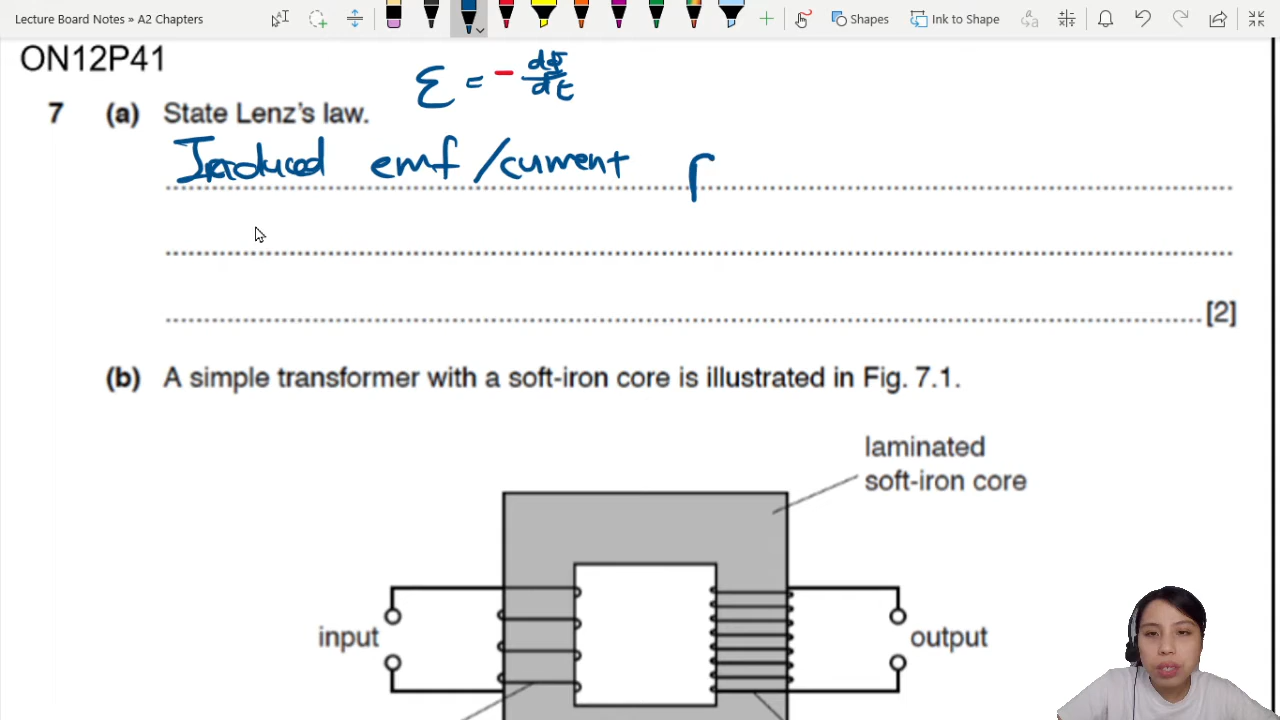 Lecture Board Notes » A2 Chapters
Shapes
Ink to Shape
ON12P41
Ɛ = - dΦ/dt
7 (a) State Lenz's law.
Induced emf / current p
[2]
(b) A simple transformer with a soft-iron core is illustrated in Fig. 7.1.
laminated
soft-iron core
input
output